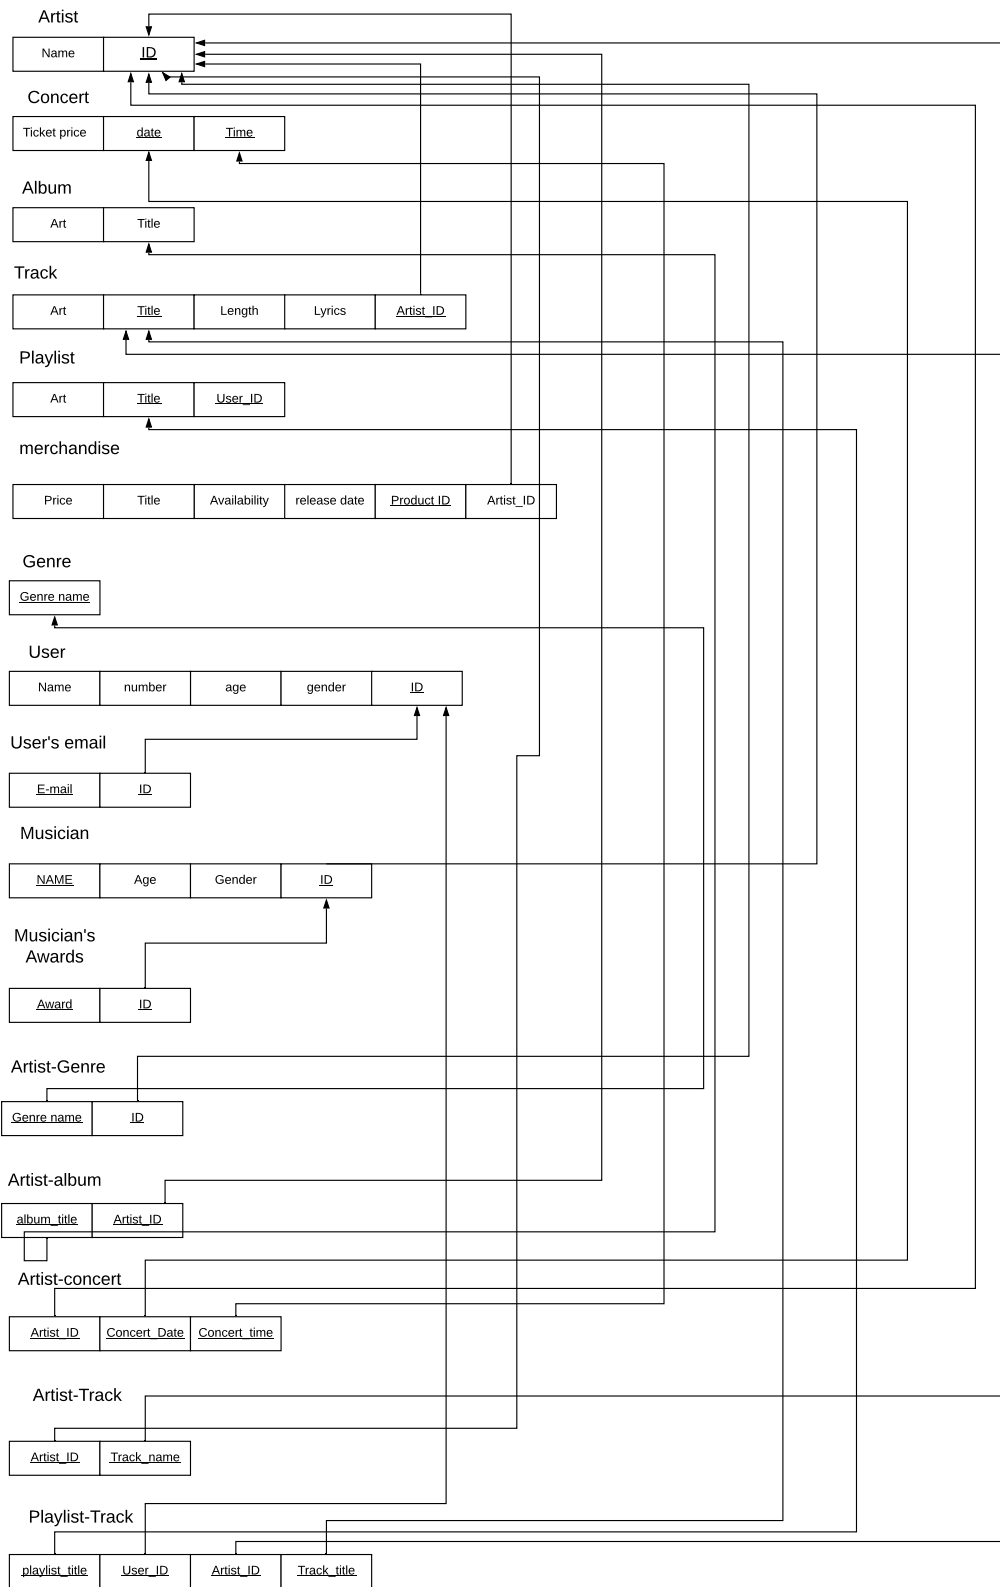 Artist
Name ID
Concert
Ticket price date Time
Album
Art Title
Track
Art Title Length Lyrics Artist_ID
Playlist
Art Title User_ID
merchandise
Price Title Availability release date Product ID Artist_ID
Genre
Genre name
User
Name number age gender ID
User's email
E-mail ID
Musician
NAME Age Gender ID
Musician's
Awards
Award ID
Artist-Genre
Genre name ID
Artist-album
album_title Artist_ID
Artist-concert
Artist_ID Concert_Date Concert_time
Artist-Track
Artist_ID Track_name
Playlist-Track
playlist_title User_ID Artist_ID Track_title